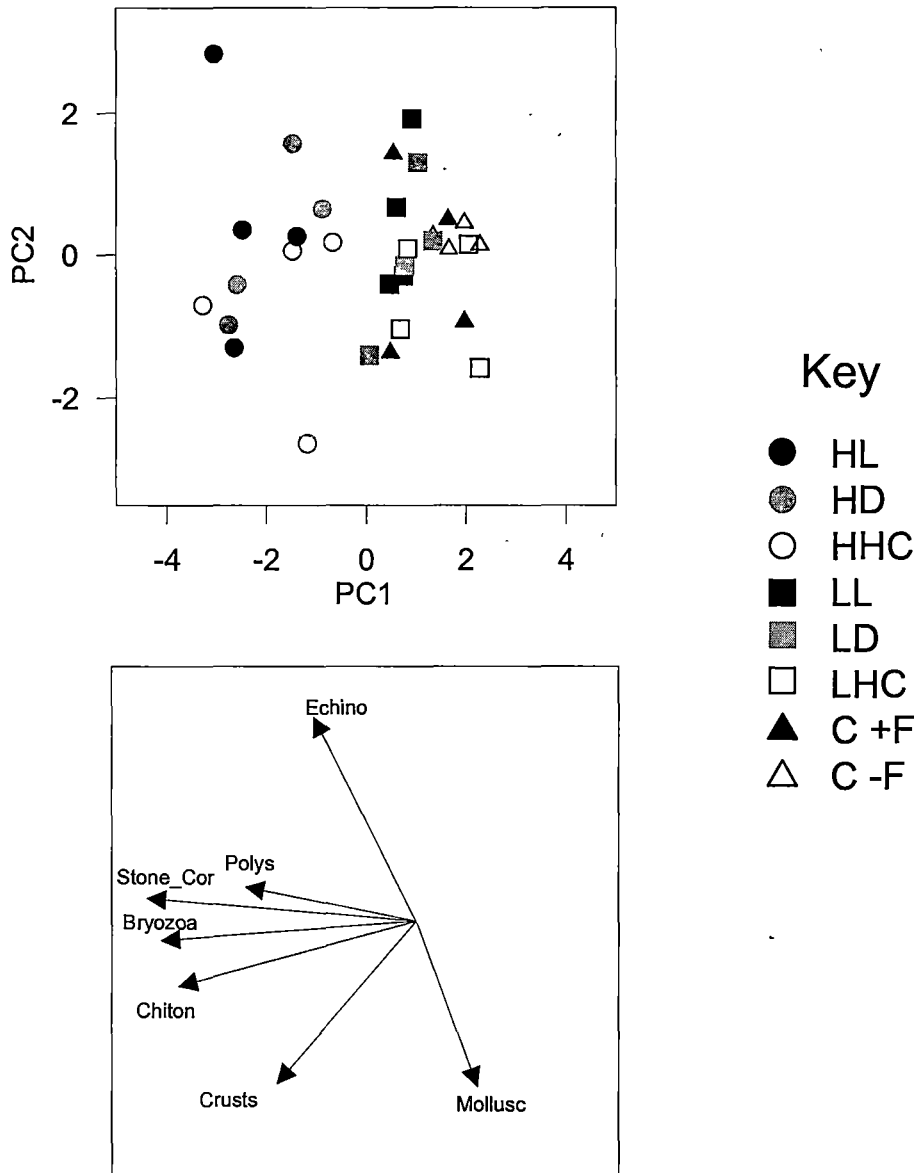 2
0
-2
PC2
-4
-2
0
2
4
PC1
Key
HL
HD
HHC
LL
LD
LHC
C +F
C -F
Echino
Polys
Stone_Cor
Bryozoa
Chiton
Crusts
Mollusc